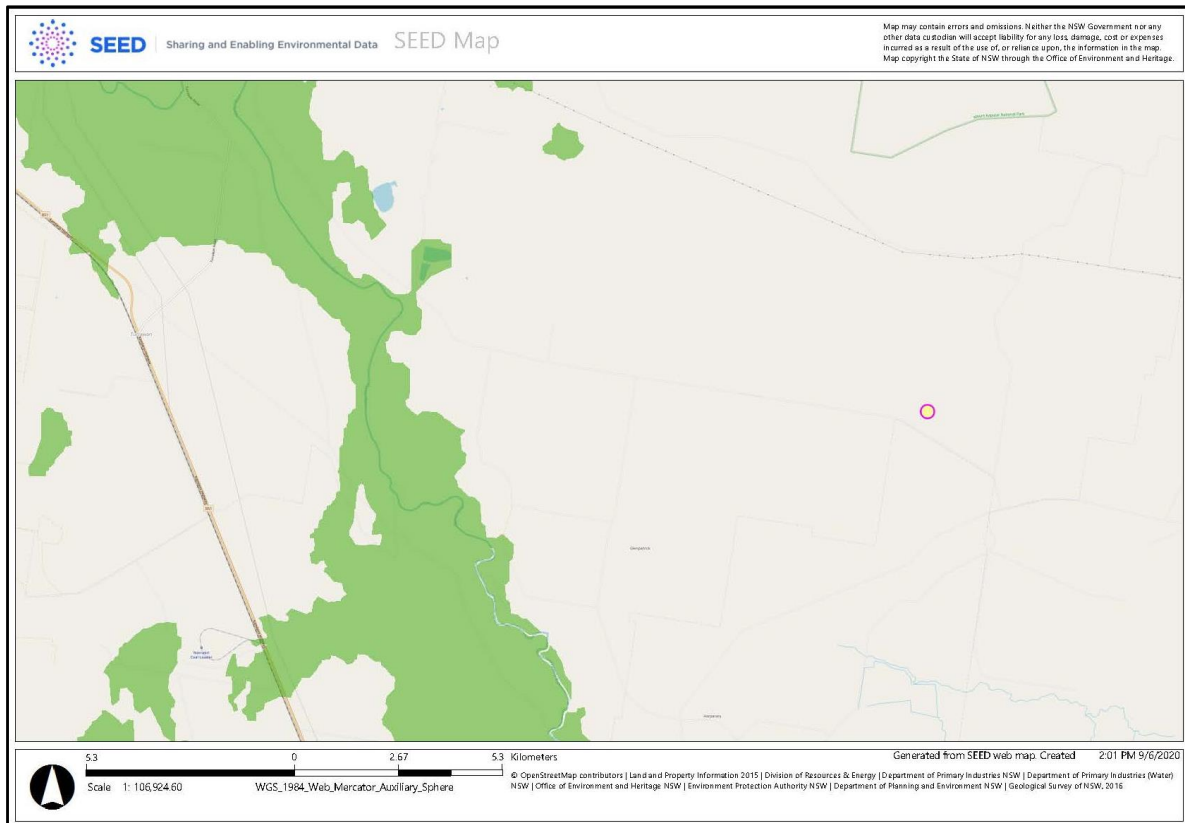 SEED
Sharing and Enabling Environmental Data
SEED Map
Map may contain errors and omissions. Neither the NSW Government nor any
other data custodian will accept liability for any loss, damage, cost or expenses
incurred as a result of the use of, or reliance upon, the information in the map.
Map copyright the State of NSW through the Office of Environment and Heritage.
5.3 0 2.67 5.3 Kilometers
Scale 1: 106,924.60
WGS_1984_Web_Mercator_Auxiliary_Sphere
Generated from SEED web map. Created 2:01 PM 9/6/2020
© OpenStreetMap contributors | Land and Property Information 2015 | Division of Resources & Energy | Department of Primary Industries NSW | Department of Primary Industries (Water)
NSW | Office of Environment and Heritage NSW | Environment Protection Authority NSW | Department of Planning and Environment NSW | Geological Survey of NSW, 2016